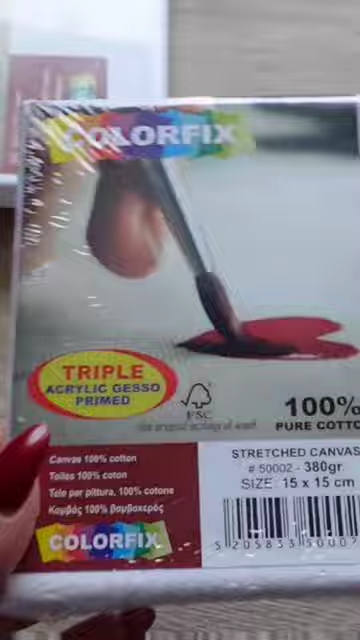 COLORFIX
TRIPLE
ACRYLIC GESSO
PRIMED
FSC
100%
PURE COTTO
Canvas 100% cotton
Toiles 100% coton
Tele per pittura, 100% cotone
Καμβάς 100% βαμβακερός
COLORFIX
STRETCHED CANVAS
# 50002 - 380gr.
SIZE: 15 x 15 cm